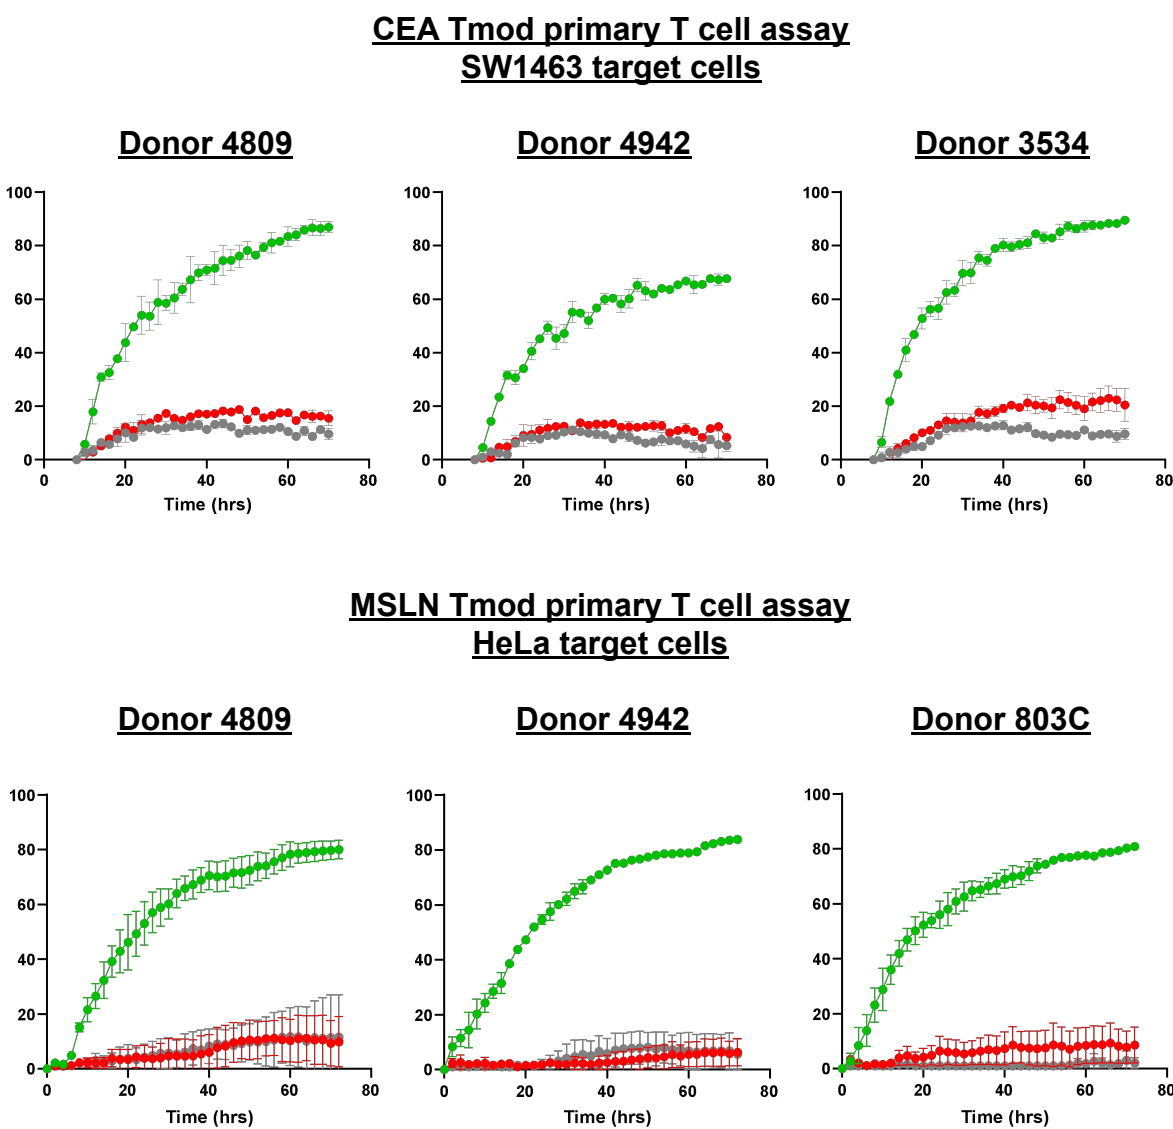 CEA Tmod primary T cell assay
SW1463 target cells
Donor 4809
Donor 4942
Donor 3534
100
80
60
40
20
0
0 20 40 60 80
Time (hrs)
100
80
60
40
20
0
0 20 40 60 80
Time (hrs)
100
80
60
40
20
0
0 20 40 60 80
Time (hrs)
MSLN Tmod primary T cell assay
HeLa target cells
Donor 4809
Donor 4942
Donor 803C
100
80
60
40
20
0
0 20 40 60 80
Time (hrs)
100
80
60
40
20
0
0 20 40 60 80
Time (hrs)
100
80
60
40
20
0
0 20 40 60 80
Time (hrs)